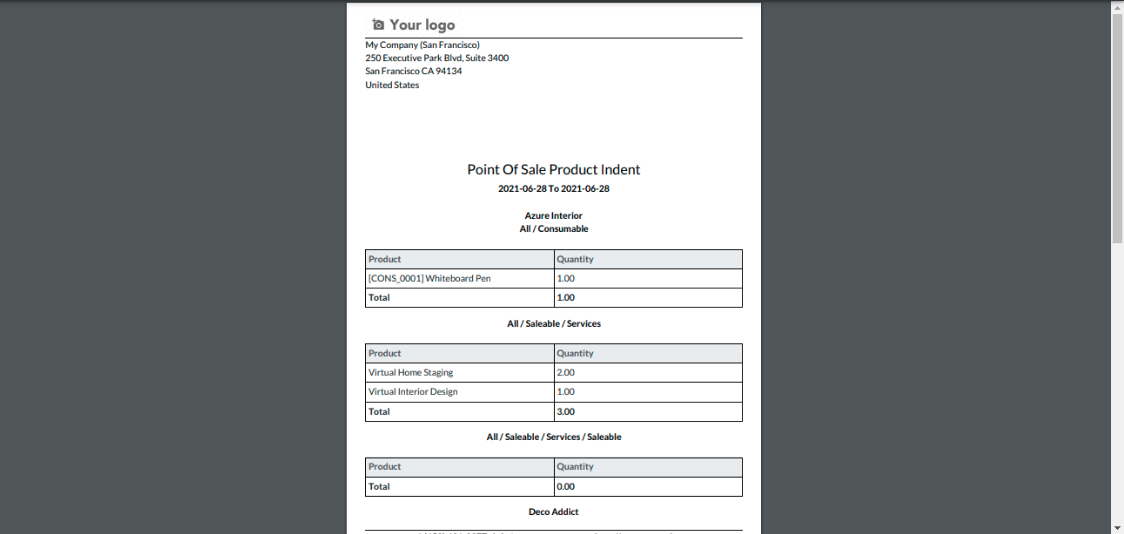 Your logo
My Company (San Francisco)
250 Executive Park Blvd, Suite 3400
San Francisco CA 94134
United States
Point Of Sale Product Indent
2021-06-28 To 2021-06-28
Azure Interior
All / Consumable
Product Quantity
[CONS_0001] Whiteboard Pen 1.00
Total 1.00
All / Saleable / Services
Product Quantity
Virtual Home Staging 2.00
Virtual Interior Design 1.00
Total 3.00
All / Saleable / Services / Saleable
Product Quantity
Total 0.00
Deco Addict